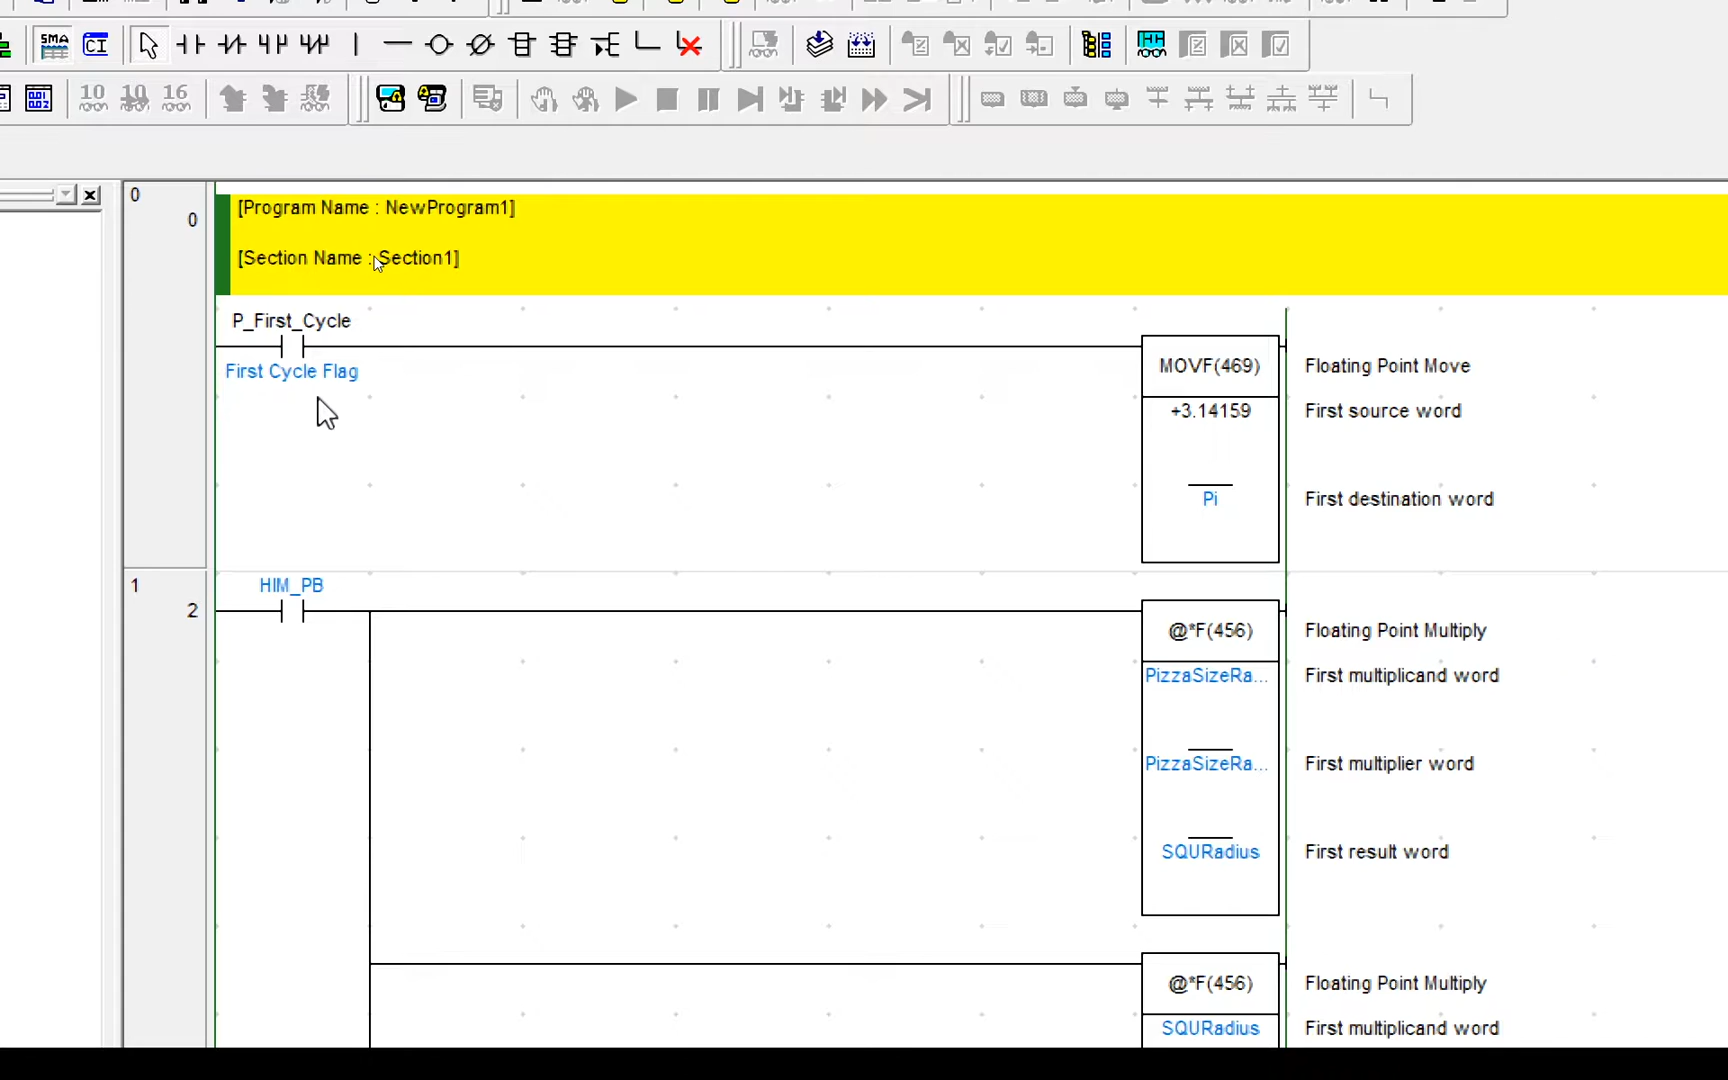 SMA
CI
10 10 16
0
0
[Program Name : NewProgram1]
[Section Name : Section1]
P_First_Cycle
First Cycle Flag
MOVF(469) Floating Point Move
+3.14159 First source word
Pi First destination word
1
2
HIM_PB
@*F(456) Floating Point Multiply
PizzaSizeRa... First multiplicand word
PizzaSizeRa... First multiplier word
SQURadius First result word
@*F(456) Floating Point Multiply
SQURadius First multiplicand word